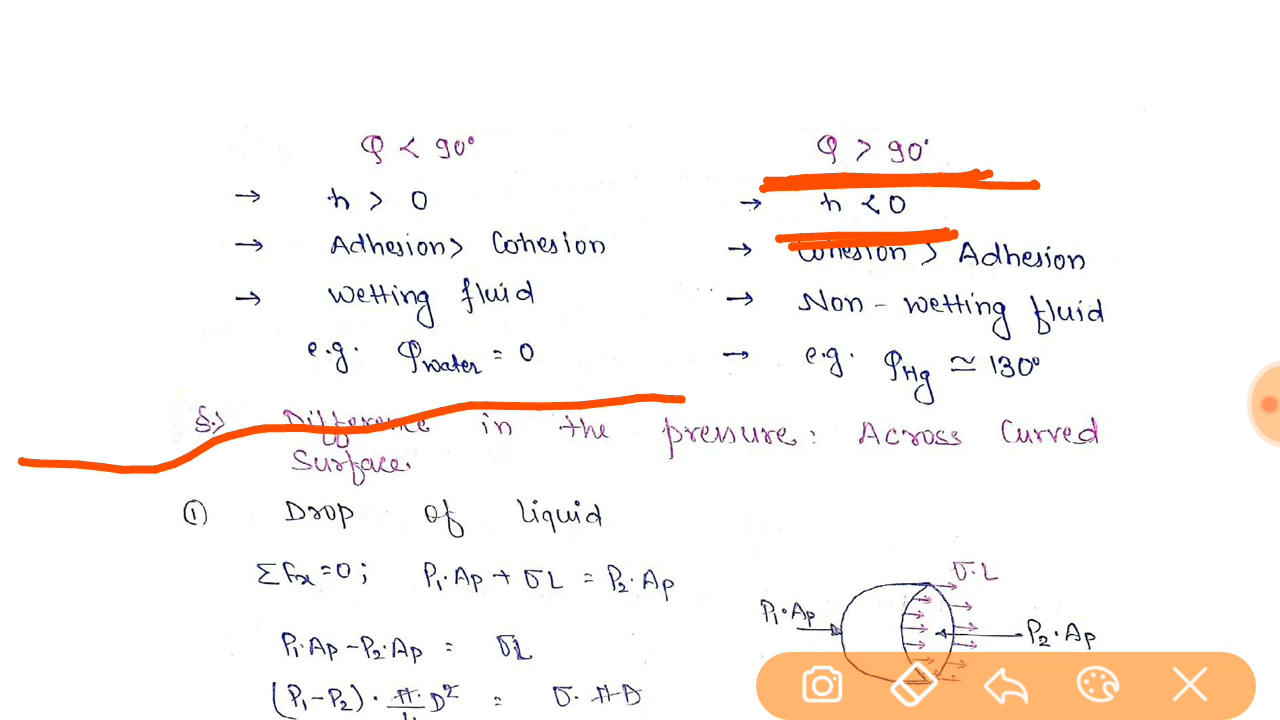 φ < 90°
→ h > 0
→ Adhesion > Cohesion
→ Wetting fluid
e.g. φwater = 0
φ > 90°
→ h < 0
→ Cohesion > Adhesion
→ Non-wetting fluid
→ e.g. φHg ≃ 130°
§:> Difference in the pressure: Across Curved
Surface.
① Drop of liquid
ΣFx = 0; P1·Ap + σL = P2·Ap
P1·Ap - P2·Ap = σL
(P1-P2) · π/4 D² = σ·πD
σ·L
P1·Ap
P2·Ap